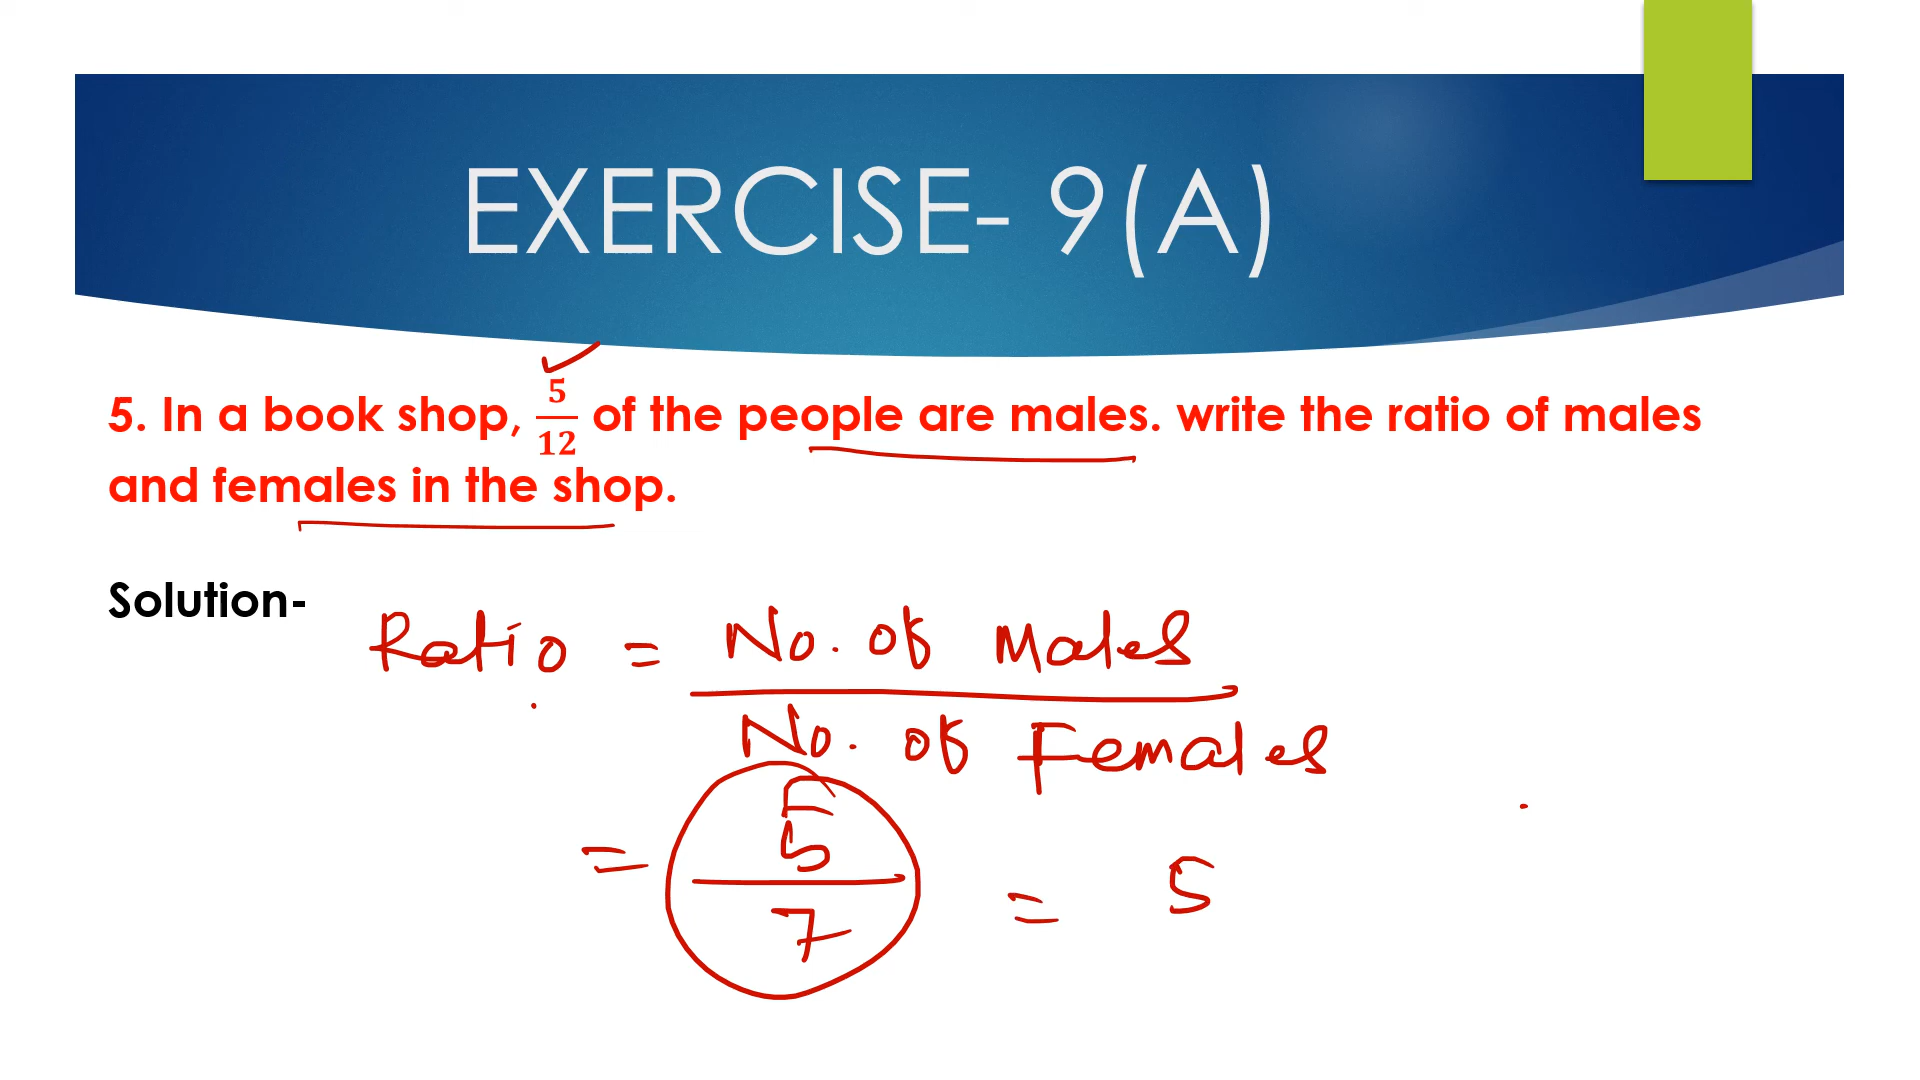 EXERCISE- 9(A)
5. In a book shop, 5/12 of the people are males. write the ratio of males
and females in the shop.
Solution-
Ratio = No. of Males
No. of Females
= 5/7 = 5